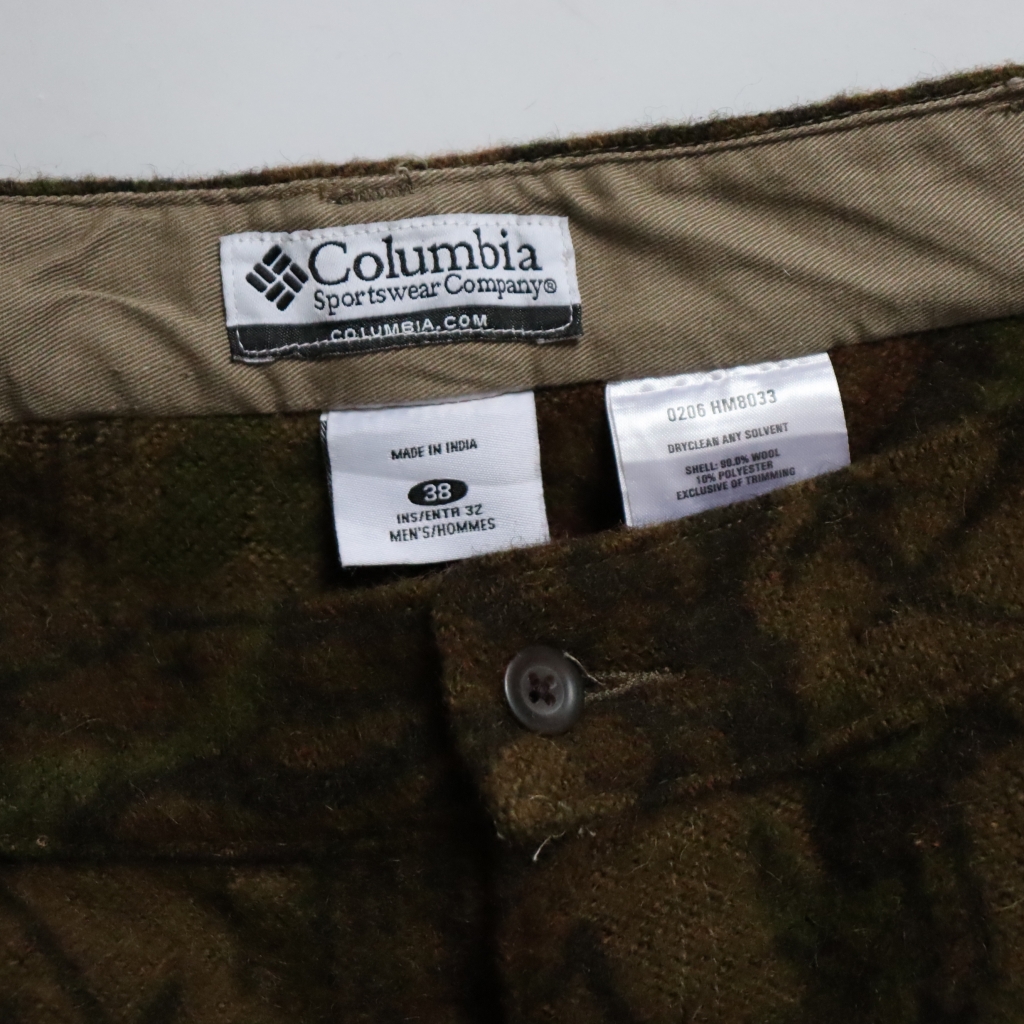 Columbia
Sportswear Company®
COLUMBIA.COM
MADE IN INDIA
38
INS/ENTR 32
MEN'S/HOMMES
0206 HM8033
DRYCLEAN ANY SOLVENT
SHELL: 90.0% WOOL
10% POLYESTER
EXCLUSIVE OF TRIMMING